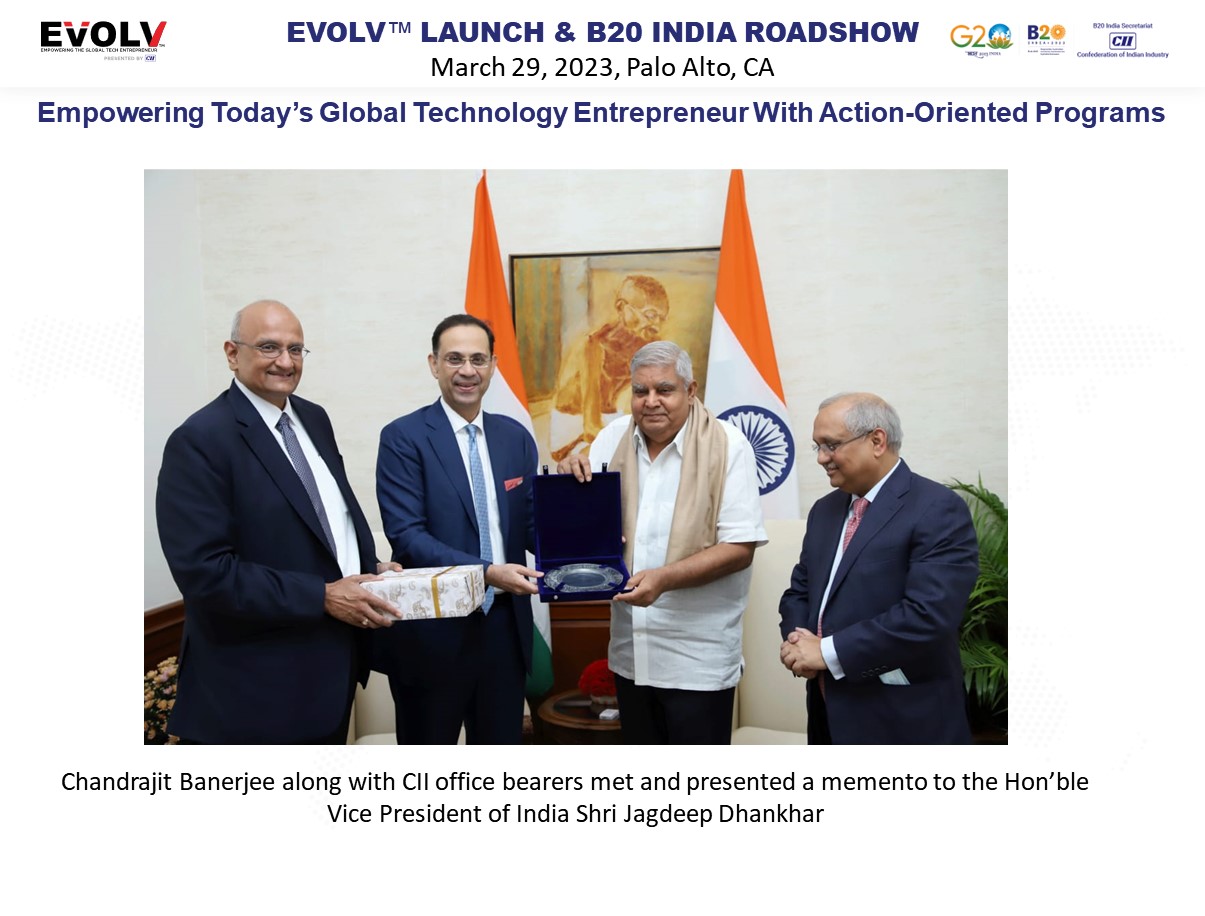 EVOLV™
EMPOWERING THE GLOBAL TECH ENTREPRENEUR
PRESENTED BY CII
EVOLV™ LAUNCH & B20 INDIA ROADSHOW
March 29, 2023, Palo Alto, CA
G20
B20
B20 India Secretariat
CII
Confederation of Indian Industry
Empowering Today’s Global Technology Entrepreneur With Action-Oriented Programs
Chandrajit Banerjee along with CII office bearers met and presented a memento to the Hon’ble
Vice President of India Shri Jagdeep Dhankhar